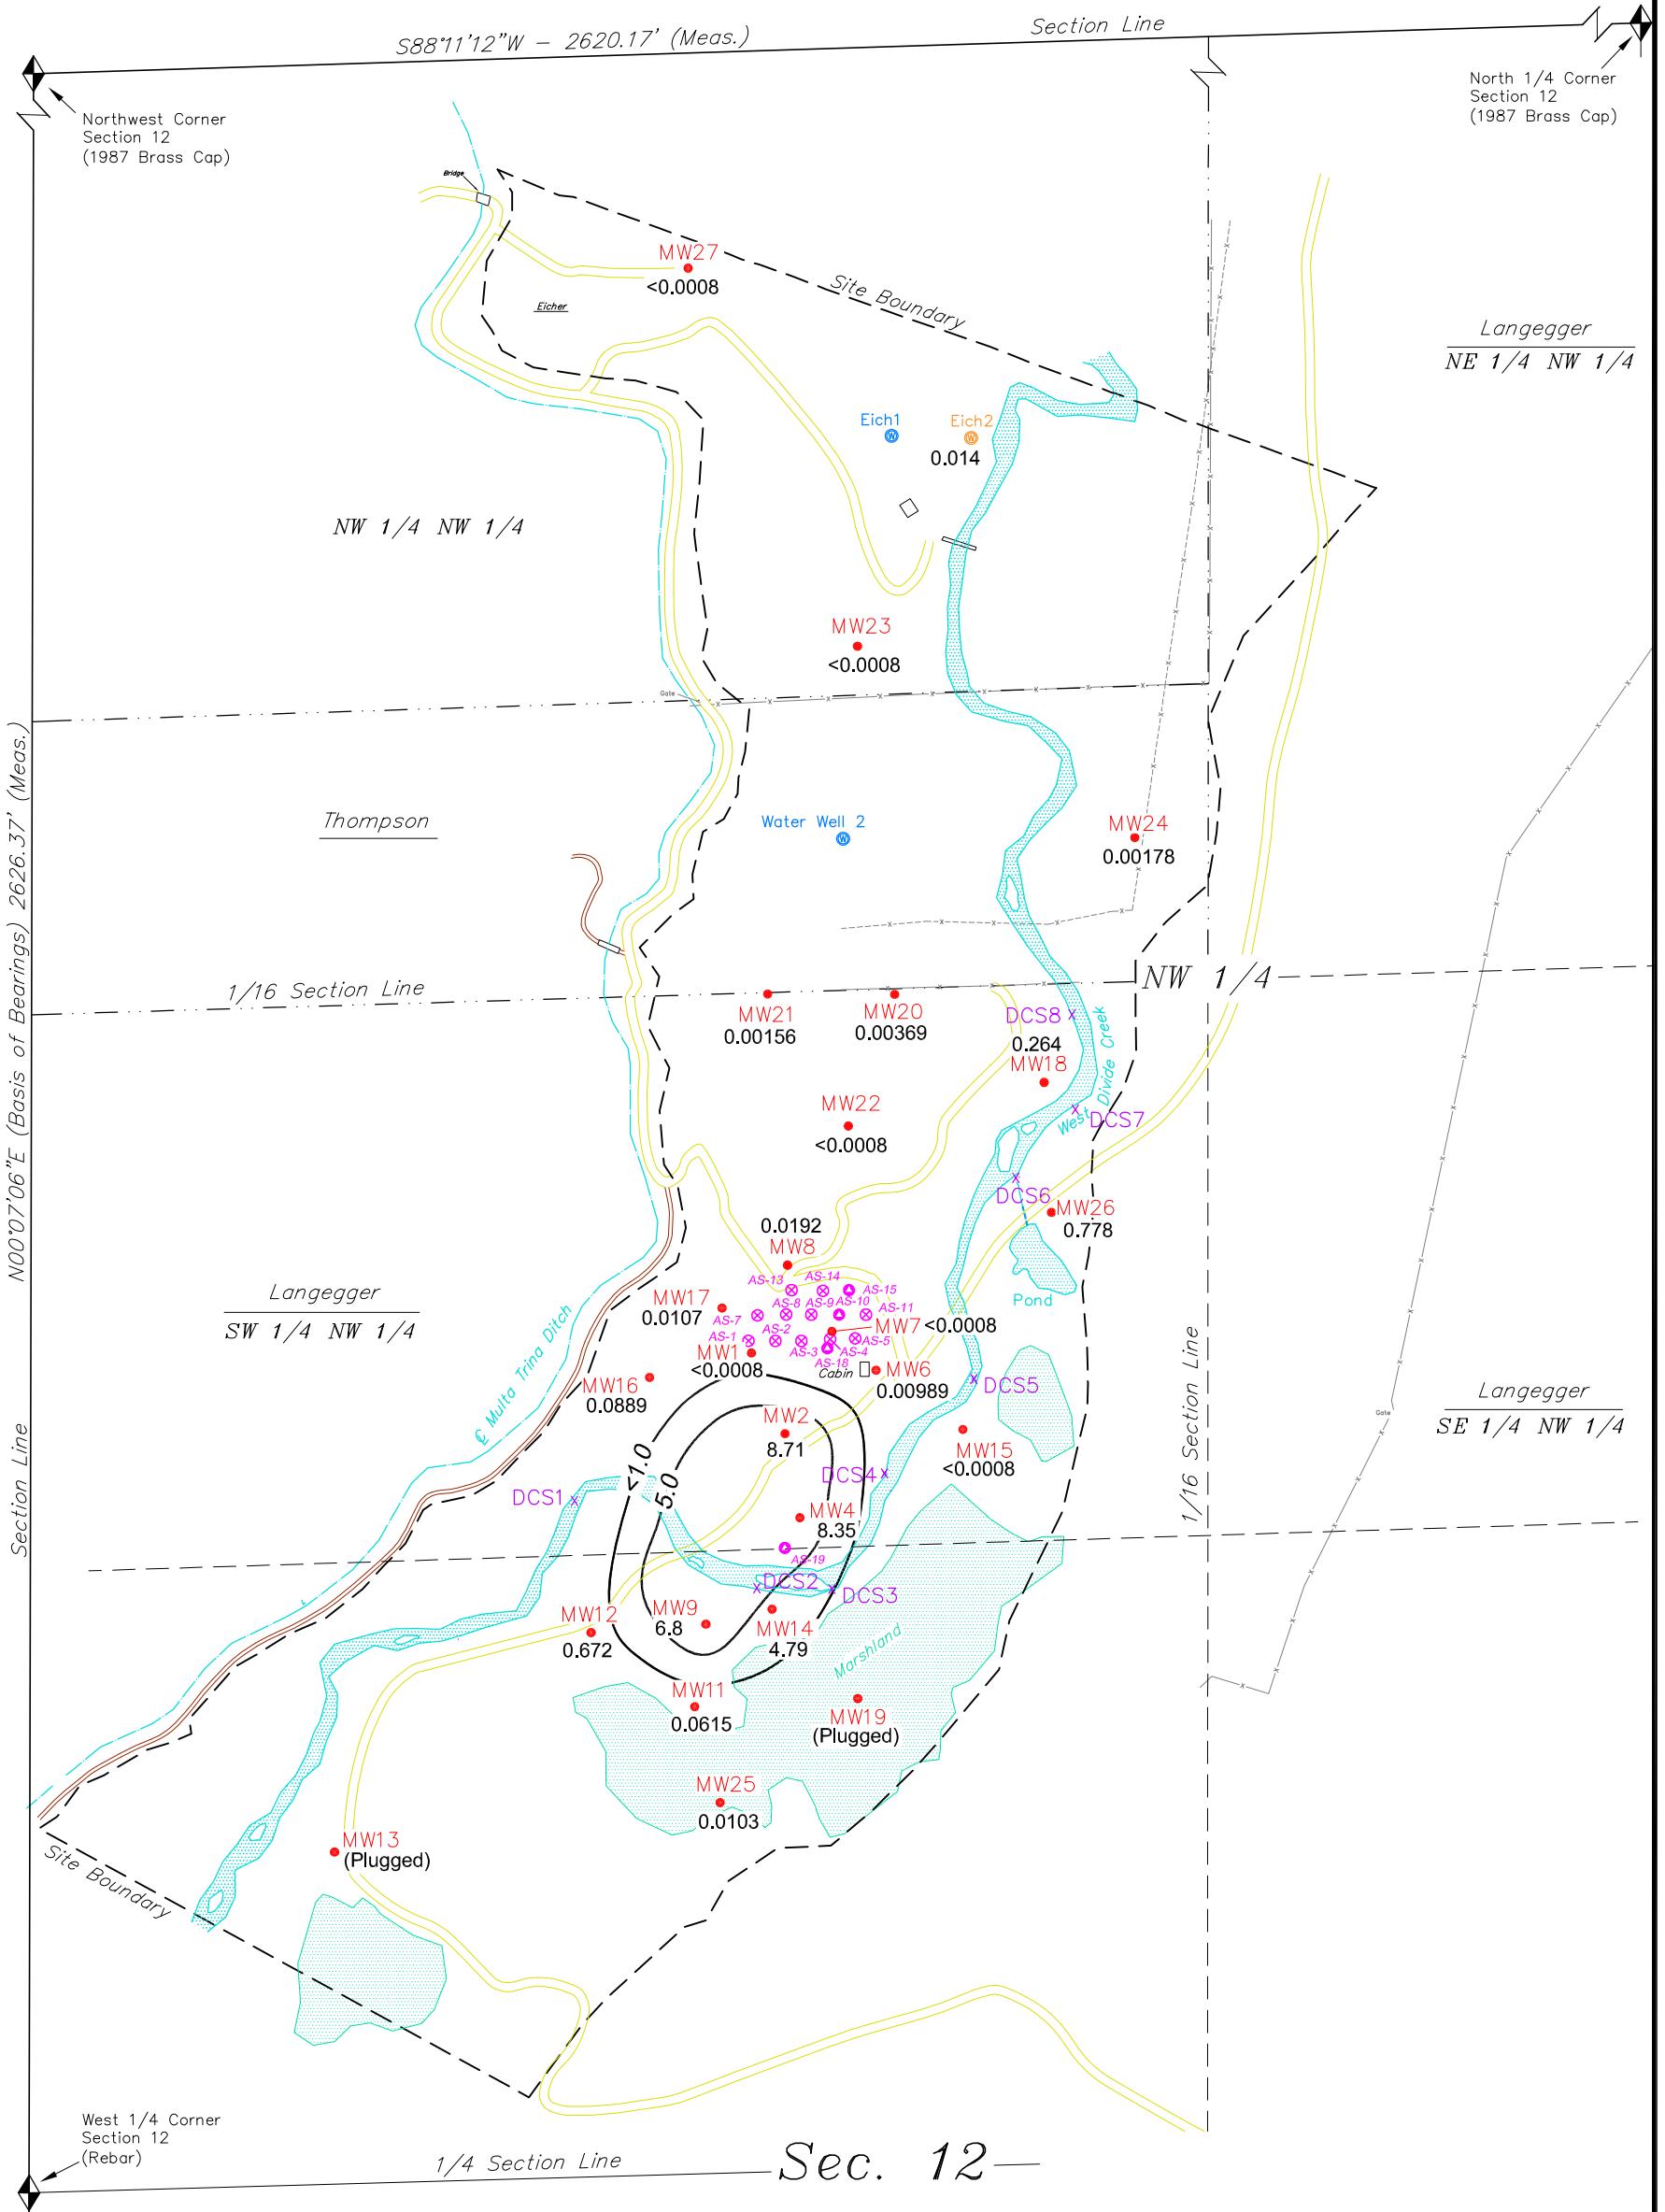 S88°11'12"W - 2620.17' (Meas.)
Section Line
Northwest Corner
Section 12
(1987 Brass Cap)
North 1/4 Corner
Section 12
(1987 Brass Cap)
Bridge
MW27
<0.0008
Eicher
Site Boundary
Langegger
NE 1/4 NW 1/4
Eich1
Eich2
0.014
NW 1/4 NW 1/4
MW23
<0.0008
Gate
N00°07'06"E (Basis of Bearings) 2626.37' (Meas.)
Thompson
Water Well 2
MW24
0.00178
1/16 Section Line
NW 1/4
MW21
0.00156
MW20
0.00369
DCS8
0.264
MW18
West Divide Creek
DCS7
MW22
<0.0008
DCS6
MW26
0.778
0.0192
MW8
Pond
Langegger
SW 1/4 NW 1/4
MW17
0.0107
AS-13
AS-14
AS-15
AS-7
AS-8
AS-9
AS-10
AS-11
AS-1
AS-2
AS-3
AS-4
AS-5
AS-18
MW7
<0.0008
MW1
<0.0008
Cabin
MW6
0.00989
MW16
0.0889
DCS5
℄ Multa Trina Ditch
MW2
8.71
MW15
<0.0008
Langegger
SE 1/4 NW 1/4
Gate
1/16 Section Line
Section Line
<1.0
5.0
DCS4
DCS1
MW4
8.35
AS-19
DCS2
DCS3
MW12
0.672
MW9
6.8
MW14
4.79
Marshland
MW11
0.0615
MW19
(Plugged)
MW25
0.0103
MW13
(Plugged)
Site Boundary
West 1/4 Corner
Section 12
(Rebar)
1/4 Section Line
Sec. 12